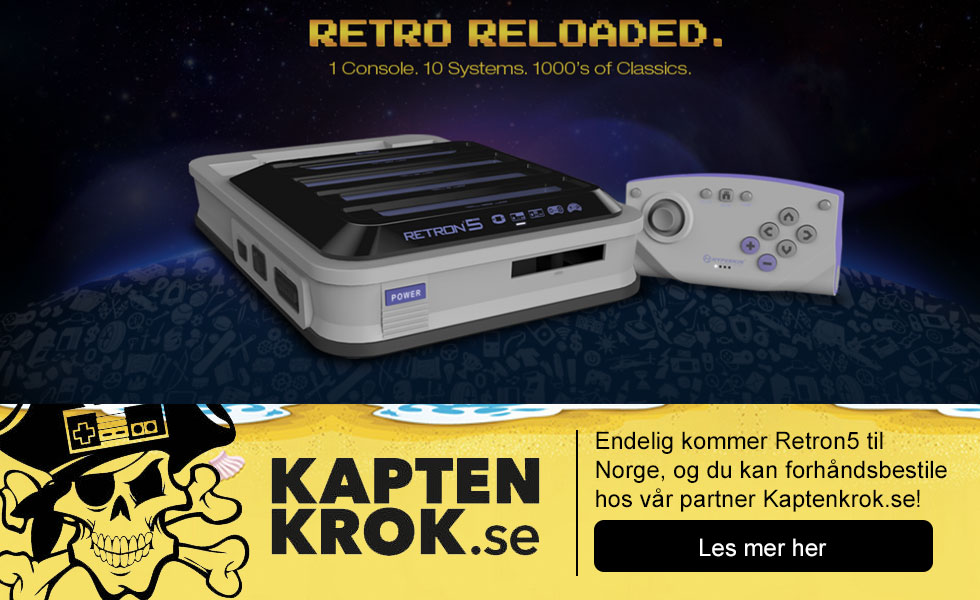 RETRO RELOADED.
1 Console. 10 Systems. 1000's of Classics.
RETRON5
POWER
HYPERKIN
KAPTEN
KROK.se
Endelig kommer Retron5 til
Norge, og du kan forhåndsbestile
hos vår partner Kaptenkrok.se!
Les mer her